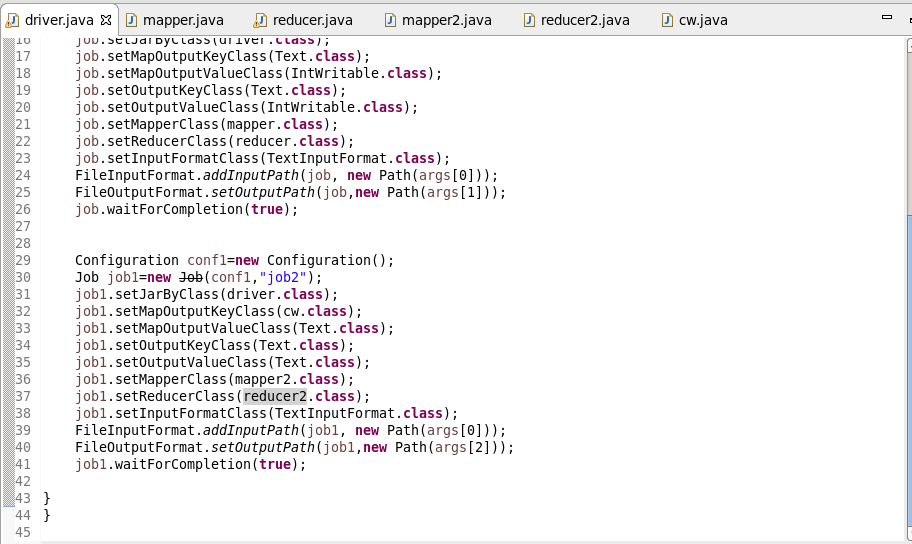 driver.java mapper.java reducer.java mapper2.java reducer2.java cw.java
16 job.setJarByClass(driver.class);
17 job.setMapOutputKeyClass(Text.class);
18 job.setMapOutputValueClass(IntWritable.class);
19 job.setOutputKeyClass(Text.class);
20 job.setOutputValueClass(IntWritable.class);
21 job.setMapperClass(mapper.class);
22 job.setReducerClass(reducer.class);
23 job.setInputFormatClass(TextInputFormat.class);
24 FileInputFormat.addInputPath(job, new Path(args[0]));
25 FileOutputFormat.setOutputPath(job,new Path(args[1]));
26 job.waitForCompletion(true);
27
28
29 Configuration conf1=new Configuration();
30 Job job1=new Job(conf1,"job2");
31 job1.setJarByClass(driver.class);
32 job1.setMapOutputKeyClass(cw.class);
33 job1.setMapOutputValueClass(Text.class);
34 job1.setOutputKeyClass(Text.class);
35 job1.setOutputValueClass(Text.class);
36 job1.setMapperClass(mapper2.class);
37 job1.setReducerClass(reducer2.class);
38 job1.setInputFormatClass(TextInputFormat.class);
39 FileInputFormat.addInputPath(job1, new Path(args[0]));
40 FileOutputFormat.setOutputPath(job1,new Path(args[2]));
41 job1.waitForCompletion(true);
42
43 }
44 }
45